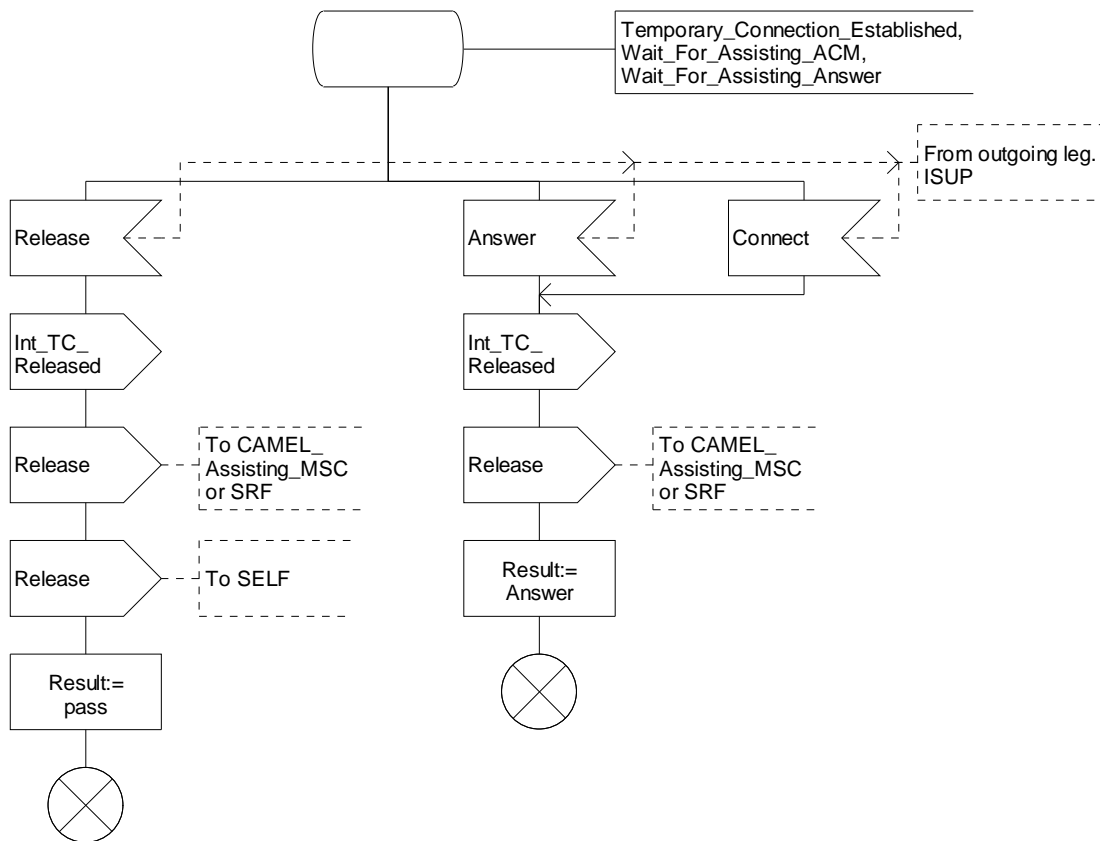 Temporary_Connection_Established,
Wait_For_Assisting_ACM,
Wait_For_Assisting_Answer
From outgoing leg.
ISUP
Release
Answer
Connect
Int_TC_
Released
Int_TC_
Released
Release
To CAMEL_
Assisting_MSC
or SRF
Release
To CAMEL_
Assisting_MSC
or SRF
Release
To SELF
Result:=
Answer
Result:=
pass